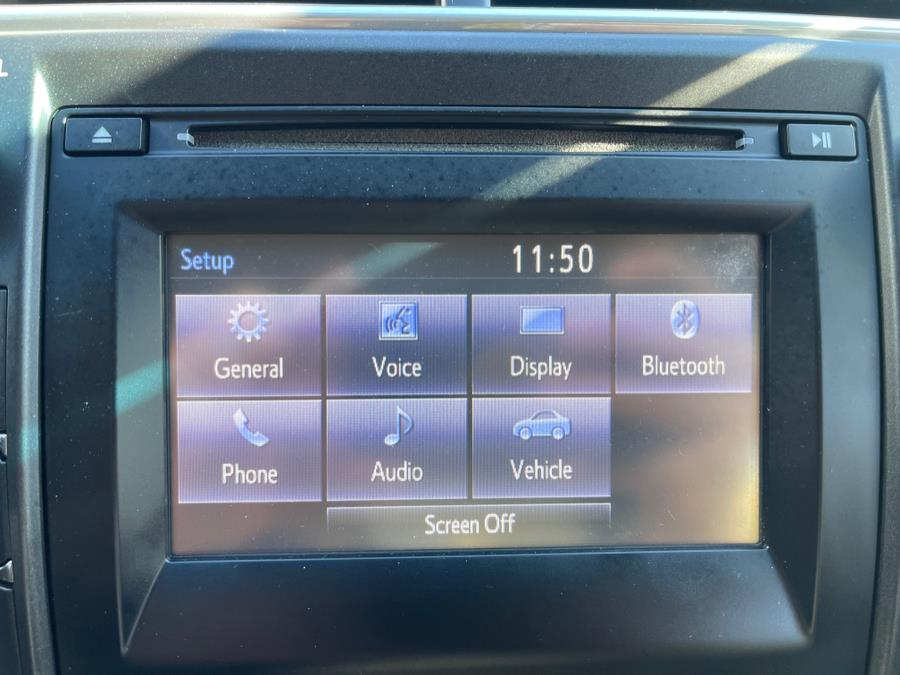 Setup 11:50
General Voice Display Bluetooth
Phone Audio Vehicle
Screen Off